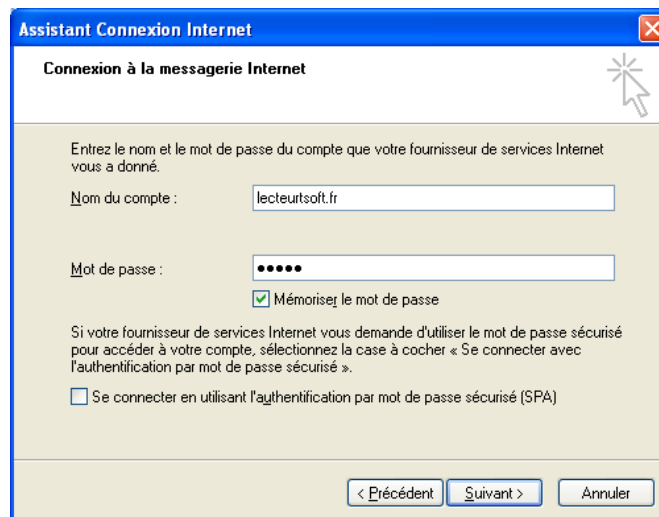 Assistant Connexion Internet
Connexion à la messagerie Internet
Entrez le nom et le mot de passe du compte que votre fournisseur de services Internet
vous a donné.
Nom du compte :
lecteurtsoft.fr
Mot de passe :
●●●●●
Mémoriser le mot de passe
Si votre fournisseur de services Internet vous demande d'utiliser le mot de passe sécurisé
pour accéder à votre compte, sélectionnez la case à cocher « Se connecter avec
l'authentification par mot de passe sécurisé ».
Se connecter en utilisant l'authentification par mot de passe sécurisé (SPA)
< Précédent
Suivant >
Annuler